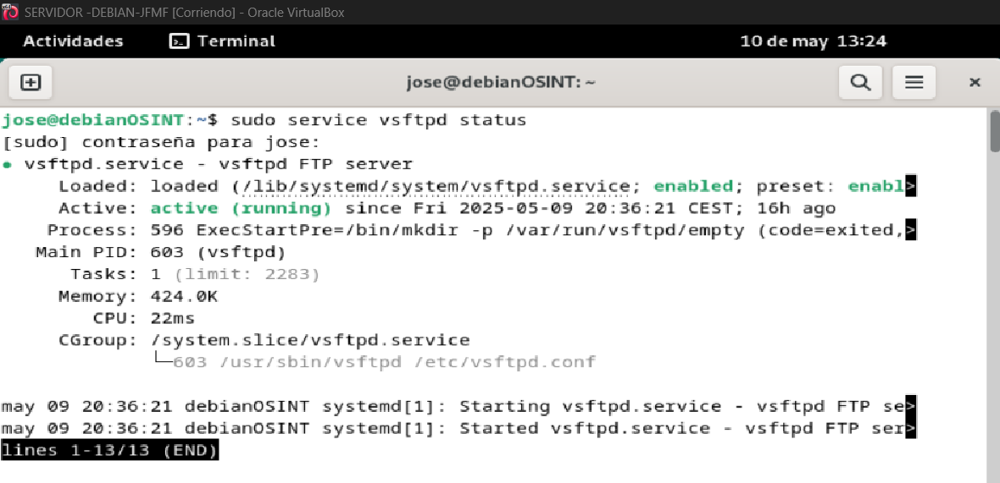 SERVIDOR -DEBIAN-JFMF [Corriendo] - Oracle VirtualBox
Actividades Terminal 10 de may 13:24
jose@debianOSINT: ~
jose@debianOSINT:~$ sudo service vsftpd status
[sudo] contraseña para jose:
● vsftpd.service - vsftpd FTP server
     Loaded: loaded (/lib/systemd/system/vsftpd.service; enabled; preset: enabl>
     Active: active (running) since Fri 2025-05-09 20:36:21 CEST; 16h ago
    Process: 596 ExecStartPre=/bin/mkdir -p /var/run/vsftpd/empty (code=exited,>
   Main PID: 603 (vsftpd)
      Tasks: 1 (limit: 2283)
     Memory: 424.0K
        CPU: 22ms
     CGroup: /system.slice/vsftpd.service
             └─603 /usr/sbin/vsftpd /etc/vsftpd.conf
may 09 20:36:21 debianOSINT systemd[1]: Starting vsftpd.service - vsftpd FTP se>
may 09 20:36:21 debianOSINT systemd[1]: Started vsftpd.service - vsftpd FTP ser>
lines 1-13/13 (END)